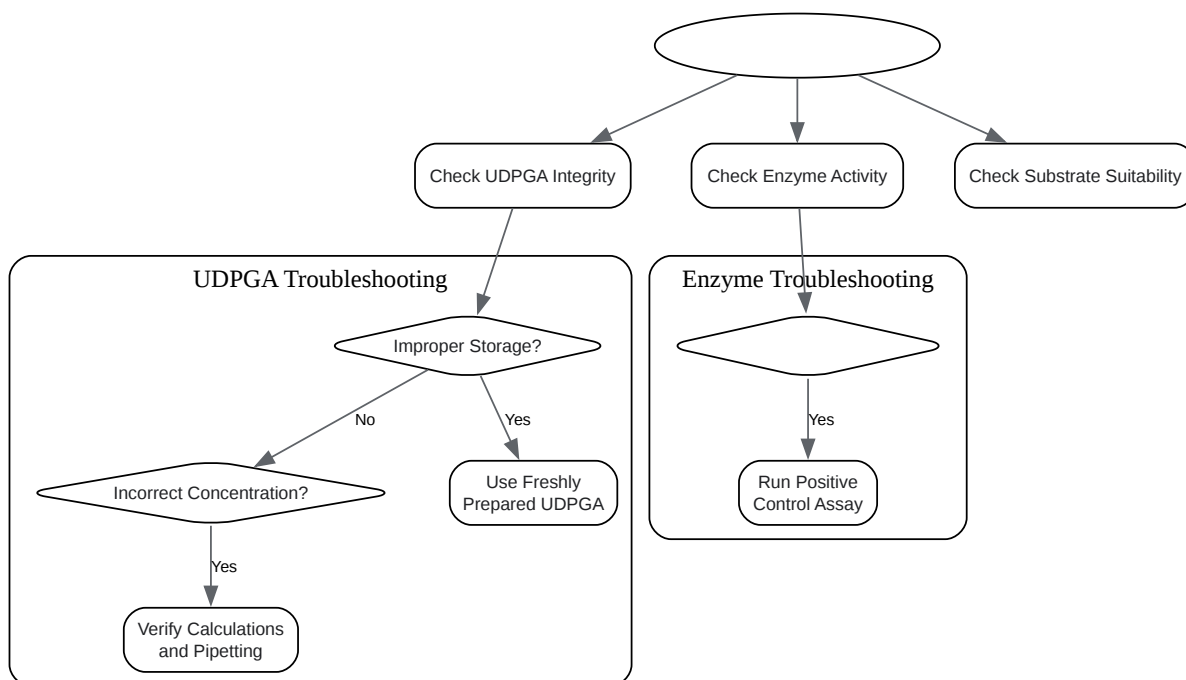 Check UDPGA Integrity
Check Enzyme Activity
Check Substrate Suitability
UDPGA Troubleshooting
Enzyme Troubleshooting
Improper Storage?
No
Yes
Yes
Incorrect Concentration?
Use Freshly
Prepared UDPGA
Run Positive
Control Assay
Yes
Verify Calculations
and Pipetting